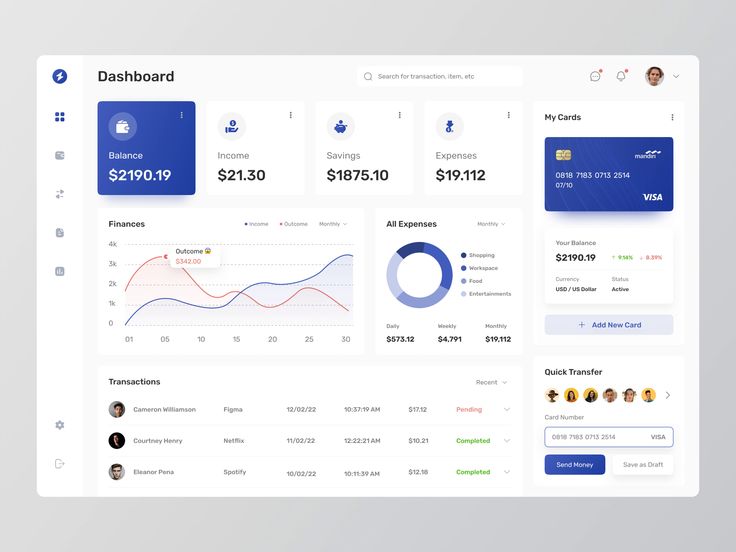 Dashboard
Search for transaction, item, etc
Balance
$2190.19
Income
$21.30
Savings
$1875.10
Expenses
$19.112
Finances
Income
Outcome
Monthly
4k
3k
2k
1k
0
01
05
10
15
20
25
30
Outcome 😱
$342.00
All Expenses
Monthly
Shopping
Workspace
Food
Entertainments
Daily
Weekly
Monthly
$573.12
$4,791
$19,112
Transactions
Recent
Cameron Williamson Figma 12/02/22 10:37:19 AM $17.12 Pending
Courtney Henry Netflix 11/02/22 12:22:21 AM $10.21 Completed
Eleanor Pena Spotify 10/02/22 10:11:39 AM $12.18 Completed
My Cards
mandiri
0818 7183 0713 2514
07/10
VISA
Your Balance
$2190.19
↑ 9.14%
↓ 8.39%
Currency
Status
USD / US Dollar
Active
+ Add New Card
Quick Transfer
Card Number
0818 7183 0713 2514
VISA
Send Money
Save as Draft